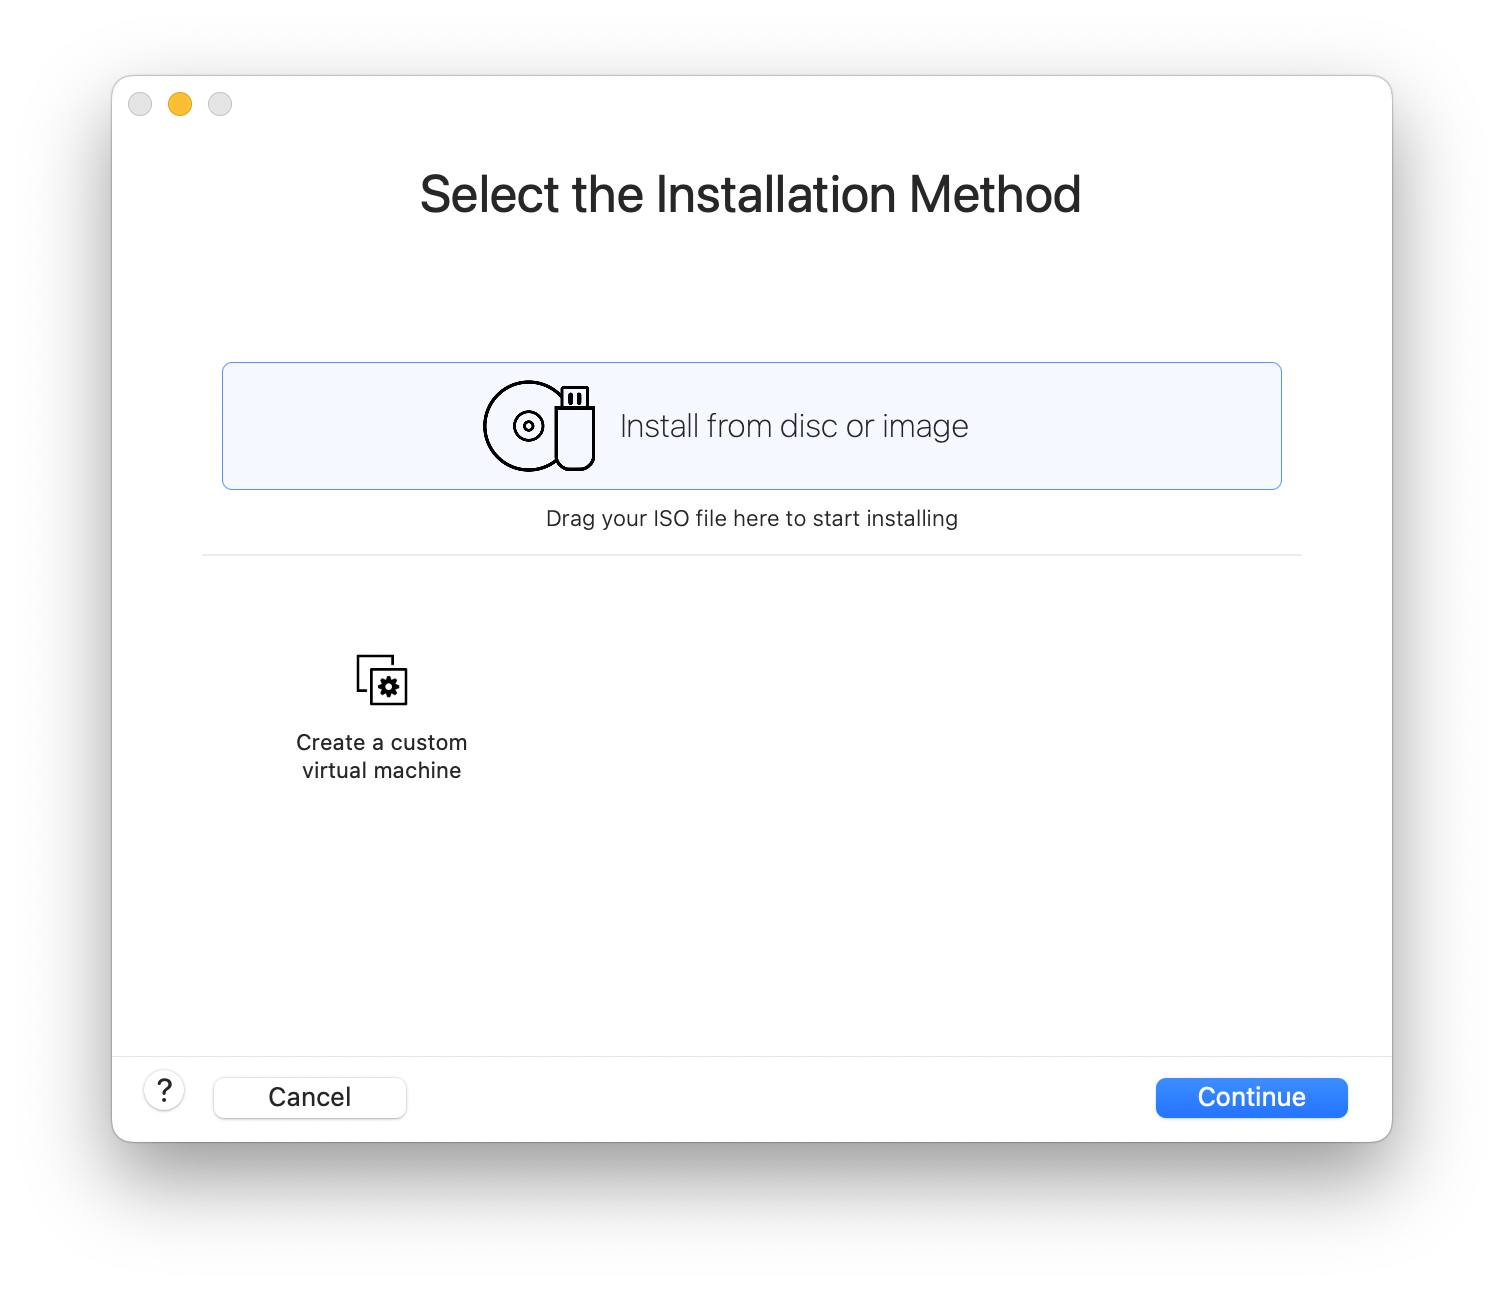 Select the Installation Method
Install from disc or image
Drag your ISO file here to start installing
Create a custom
virtual machine
?
Cancel
Continue